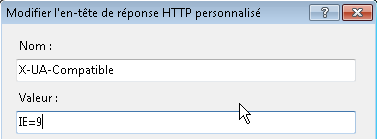 Modifier l'en-tête de réponse HTTP personnalisé
Nom :
X-UA-Compatible
Valeur :
IE=9